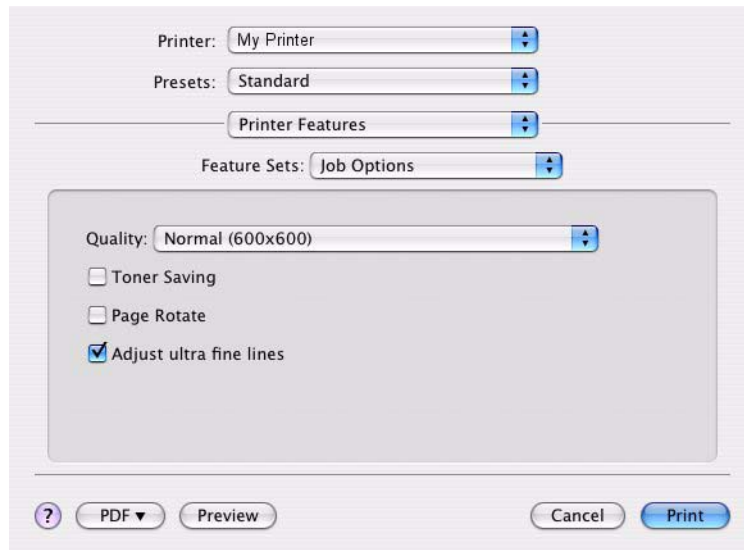 Printer: My Printer
Presets: Standard
Printer Features
Feature Sets: Job Options
Quality: Normal (600x600)
Toner Saving
Page Rotate
Adjust ultra fine lines
? PDF ▼ Preview Cancel Print